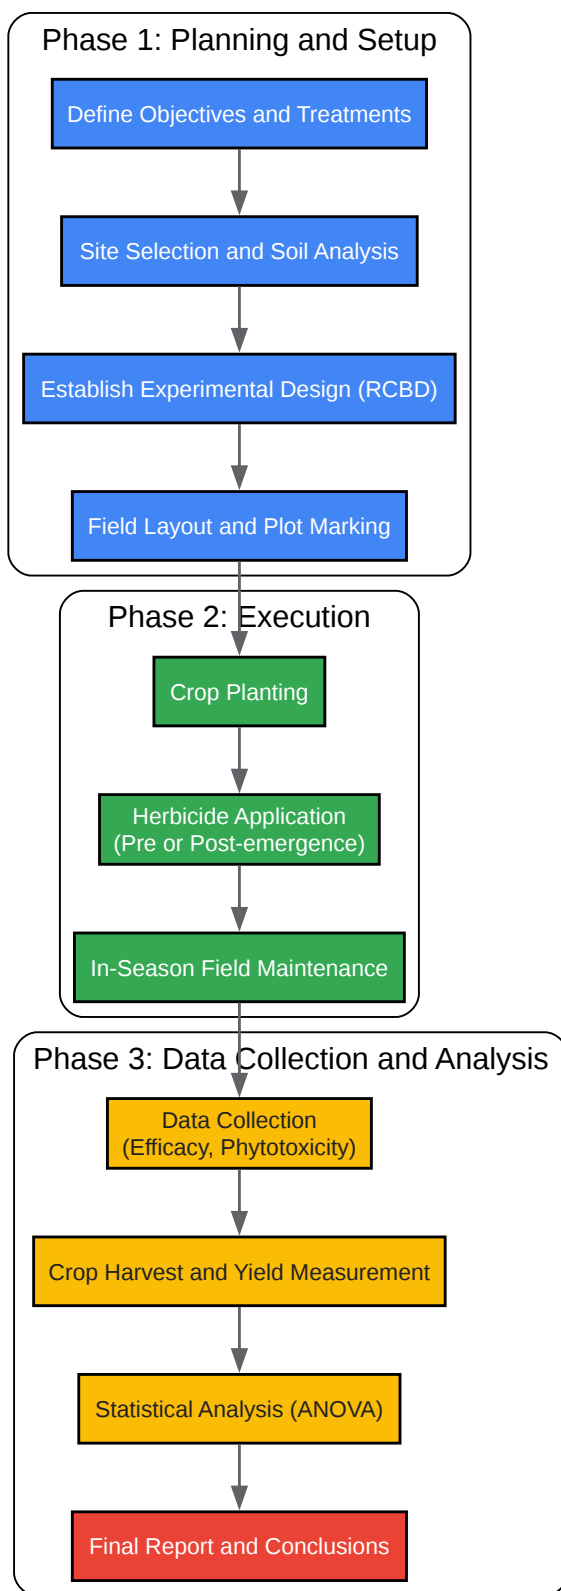 Phase 1: Planning and Setup
Define Objectives and Treatments
Site Selection and Soil Analysis
Establish Experimental Design (RCBD)
Field Layout and Plot Marking
Phase 2: Execution
Crop Planting
Herbicide Application
(Pre or Post-emergence)
In-Season Field Maintenance
Phase 3: Data Collection and Analysis
Data Collection
(Efficacy, Phytotoxicity)
Crop Harvest and Yield Measurement
Statistical Analysis (ANOVA)
Final Report and Conclusions